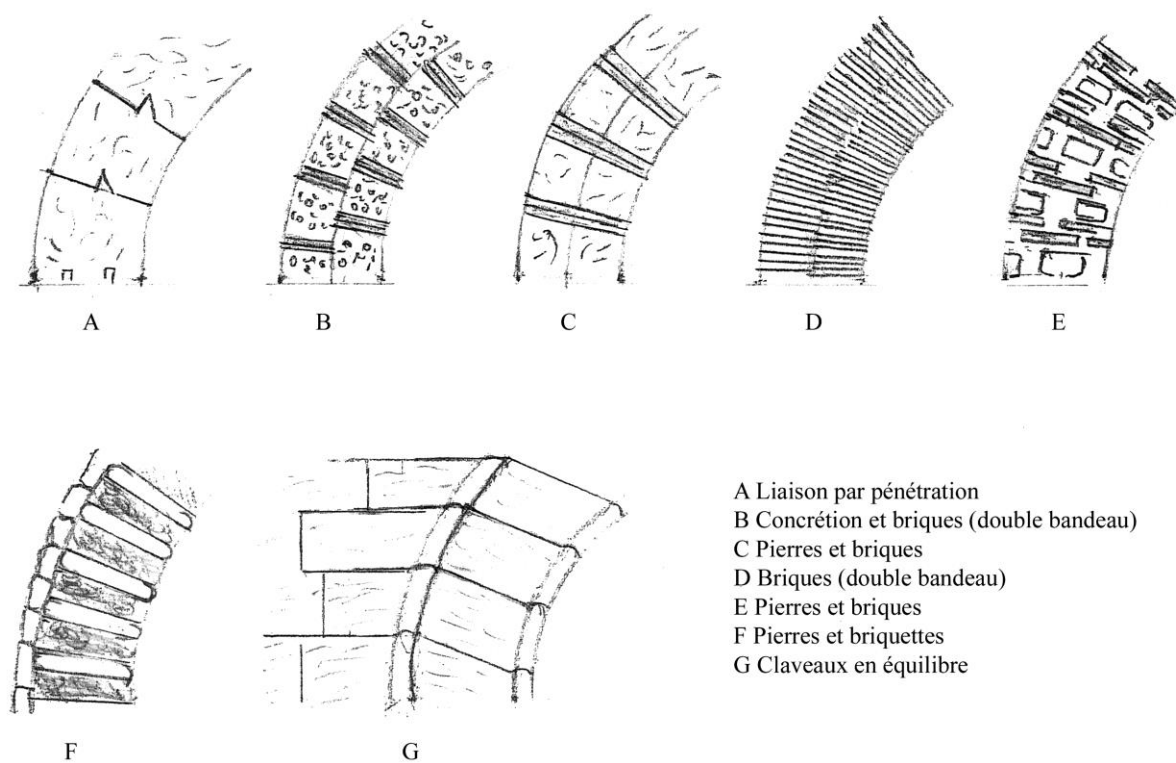 A
B
C
D
E
F
G
A Liaison par pénétration
B Concrétion et briques (double bandeau)
C Pierres et briques
D Briques (double bandeau)
E Pierres et briques
F Pierres et briquettes
G Claveaux en équilibre